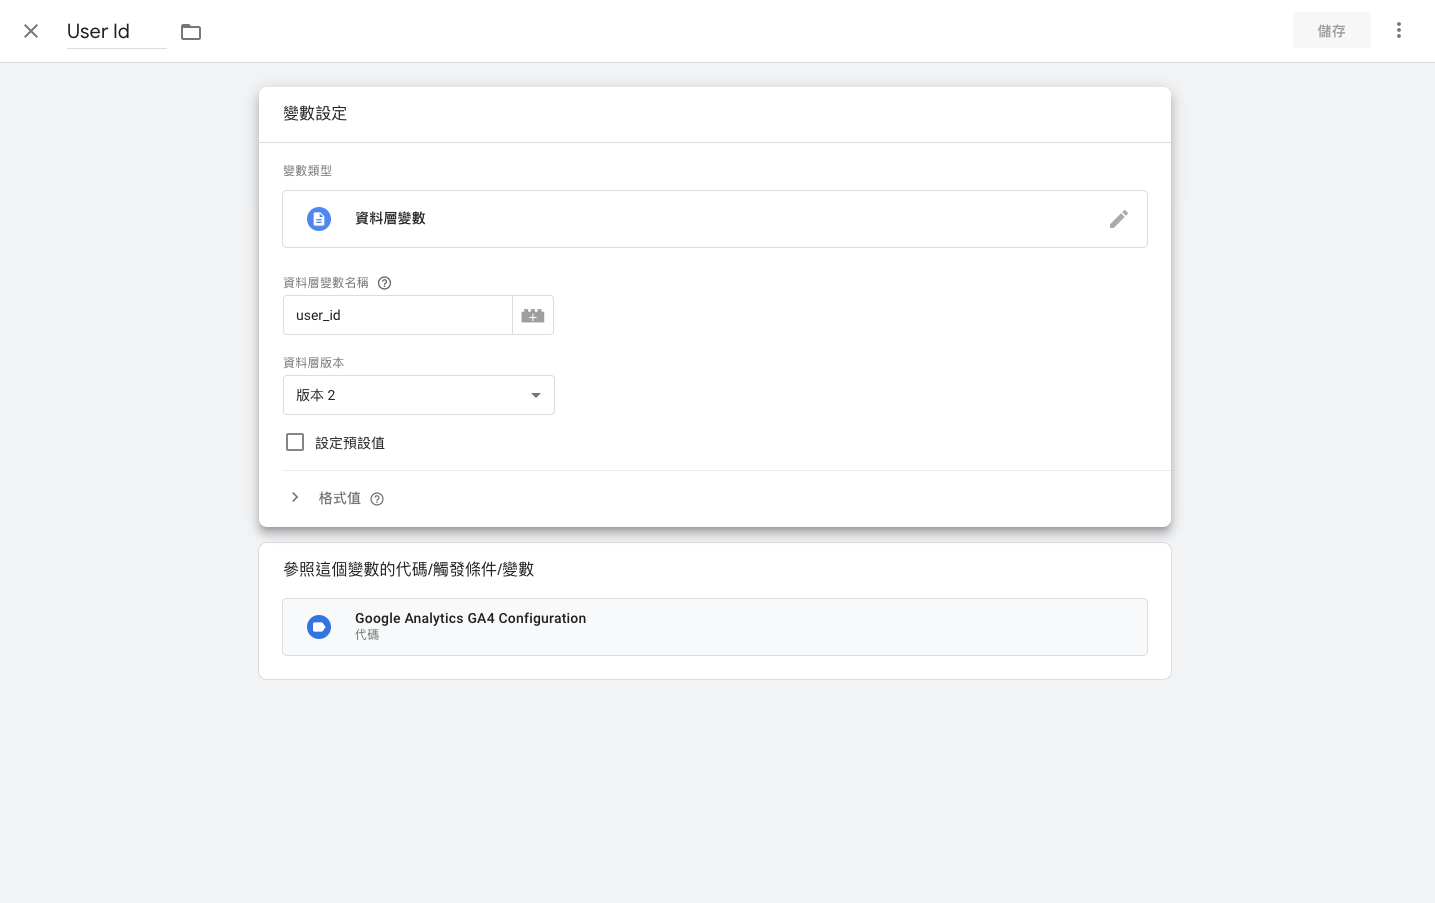 User Id
儲存
變數設定
變數類型
資料層變數
資料層變數名稱
user_id
資料層版本
版本 2
設定預設值
格式值
參照這個變數的代碼/觸發條件/變數
Google Analytics GA4 Configuration
代碼